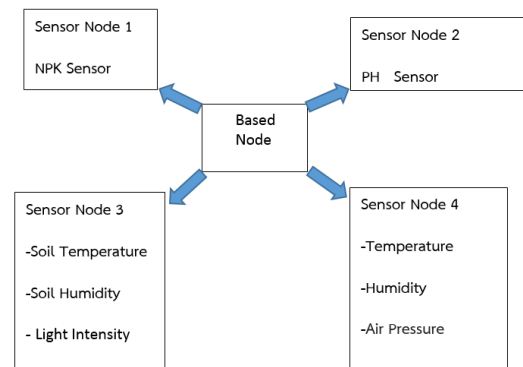 Sensor Node 1
NPK Sensor
Sensor Node 2
PH Sensor
Based
Node
Sensor Node 3
-Soil Temperature
-Soil Humidity
- Light Intensity
Sensor Node 4
-Temperature
-Humidity
-Air Pressure